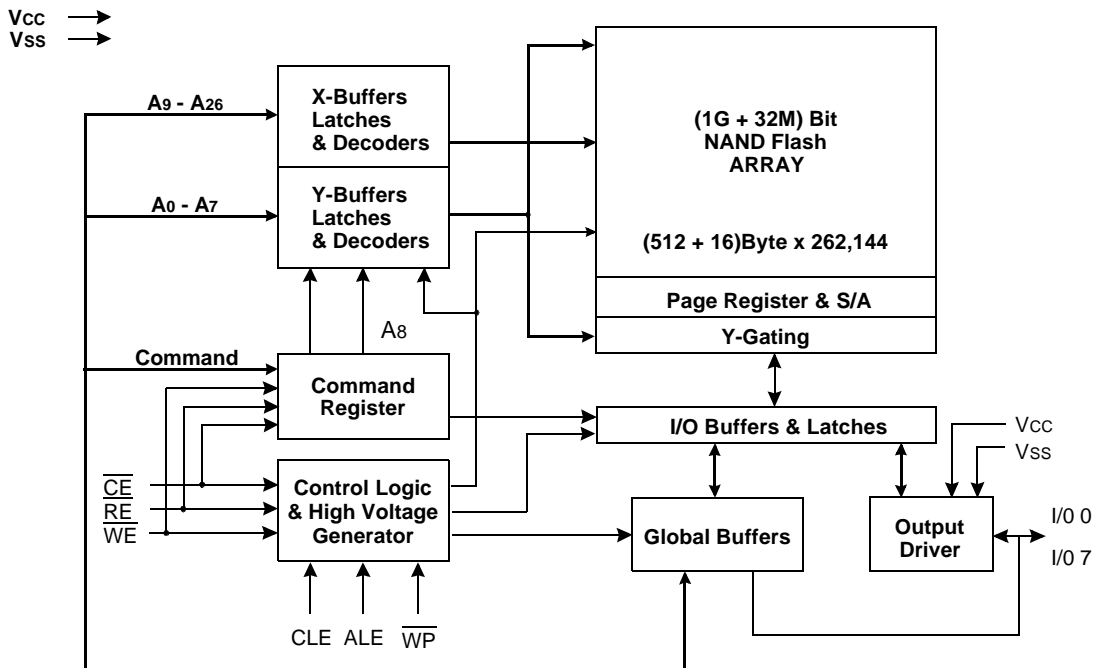 VCC
VSS
A9 - A26
X-Buffers
Latches
& Decoders
A0 - A7
Y-Buffers
Latches
& Decoders
(1G + 32M) Bit
NAND Flash
ARRAY
(512 + 16)Byte x 262,144
Page Register & S/A
Y-Gating
A8
Command
Command
Register
I/O Buffers & Latches
VCC
VSS
CE
RE
WE
Control Logic
& High Voltage
Generator
Global Buffers
Output
Driver
I/0 0
I/0 7
CLE
ALE
WP